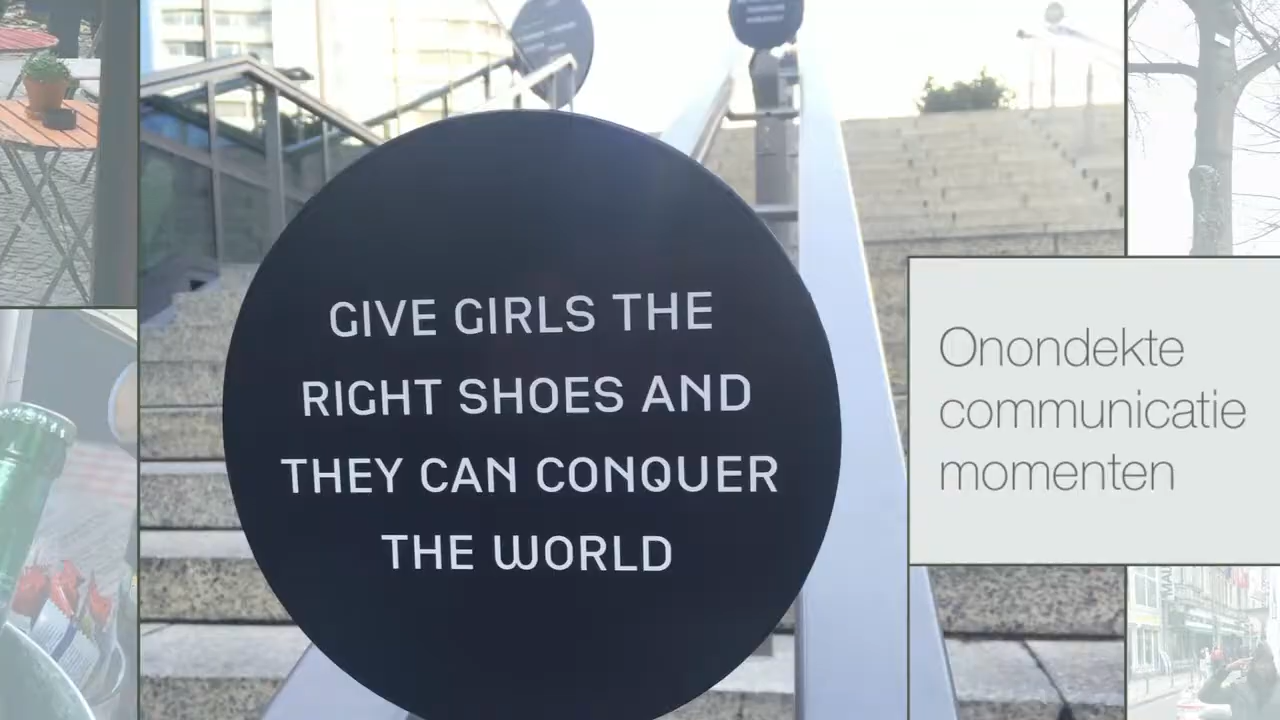 GIVE GIRLS THE
RIGHT SHOES AND
THEY CAN CONQUER
THE WORLD
Onondekte
communicatie
momenten